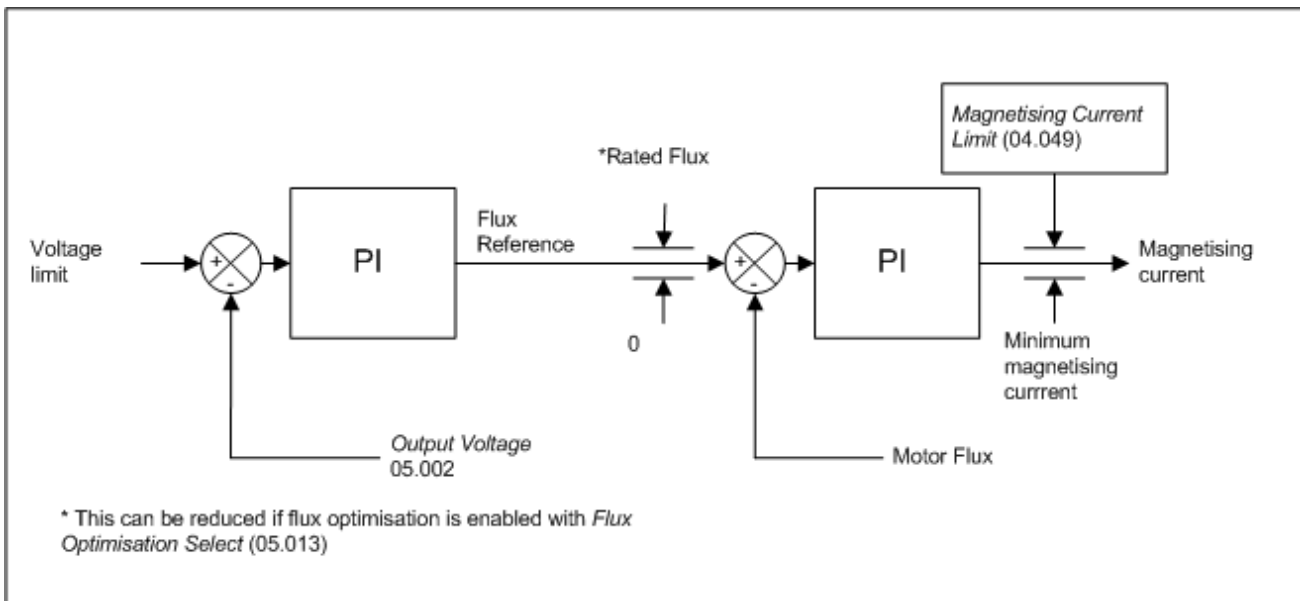 Magnetising Current
Limit (04.049)
*Rated Flux
Voltage
limit
+
-
PI
Flux
Reference
0
+
-
PI
Magnetising
current
Minimum
magnetising
currrent
Output Voltage
05.002
Motor Flux
* This can be reduced if flux optimisation is enabled with Flux
Optimisation Select (05.013)